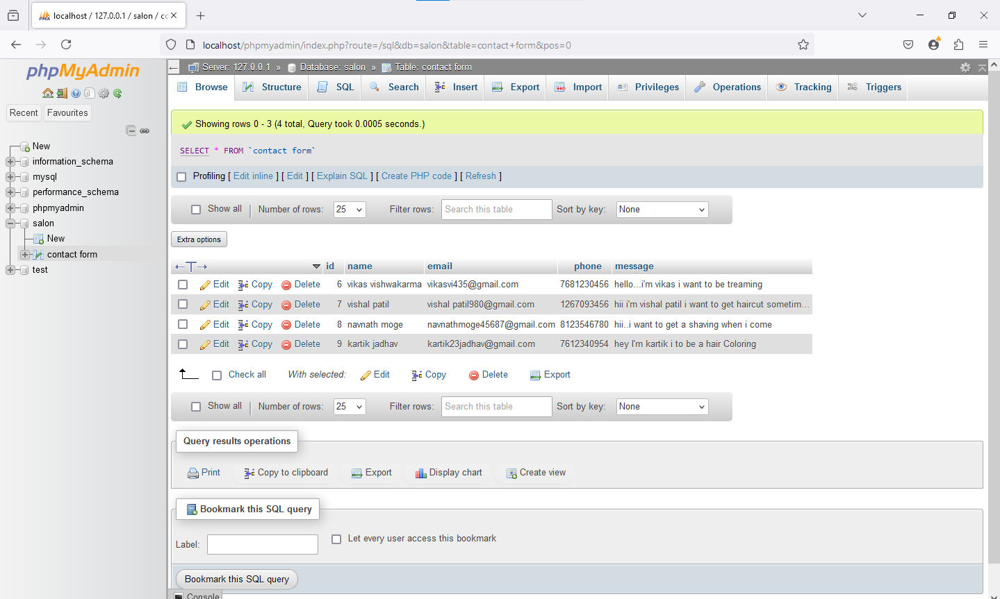 localhost / 127.0.0.1 / salon / co
localhost/phpmyadmin/index.php?route=/sql&db=salon&table=contact+form&pos=0
phpMyAdmin
Recent Favourites
New
information_schema
mysql
performance_schema
phpmyadmin
salon
New
contact form
test
Server: 127.0.0.1 » Database: salon » Table: contact form
Browse Structure SQL Search Insert Export Import Privileges Operations Tracking Triggers
Showing rows 0 - 3 (4 total, Query took 0.0005 seconds.)
SELECT * FROM `contact form`
Profiling [ Edit inline ] [ Edit ] [ Explain SQL ] [ Create PHP code ] [ Refresh ]
Show all Number of rows: 25 Filter rows: Search this table Sort by key: None
Extra options
←T→ id name email phone message
Edit Copy Delete 6 vikas vishwakarma vikasvi435@gmail.com 7681230456 hello...i'm vikas i want to be treaming
Edit Copy Delete 7 vishal patil vishal patil980@gmail.com 1267093456 hii i'm vishal patil i want to get haircut sometim...
Edit Copy Delete 8 navnath moge navnathmoge45687@gmail.com 8123546780 hii..i want to get a shaving when i come
Edit Copy Delete 9 kartik jadhav kartik23jadhav@gmail.com 7612340954 hey I'm kartik i to be a hair Coloring
Check all With selected: Edit Copy Delete Export
Show all Number of rows: 25 Filter rows: Search this table Sort by key: None
Query results operations
Print Copy to clipboard Export Display chart Create view
Bookmark this SQL query
Label: Let every user access this bookmark
Bookmark this SQL query
Console